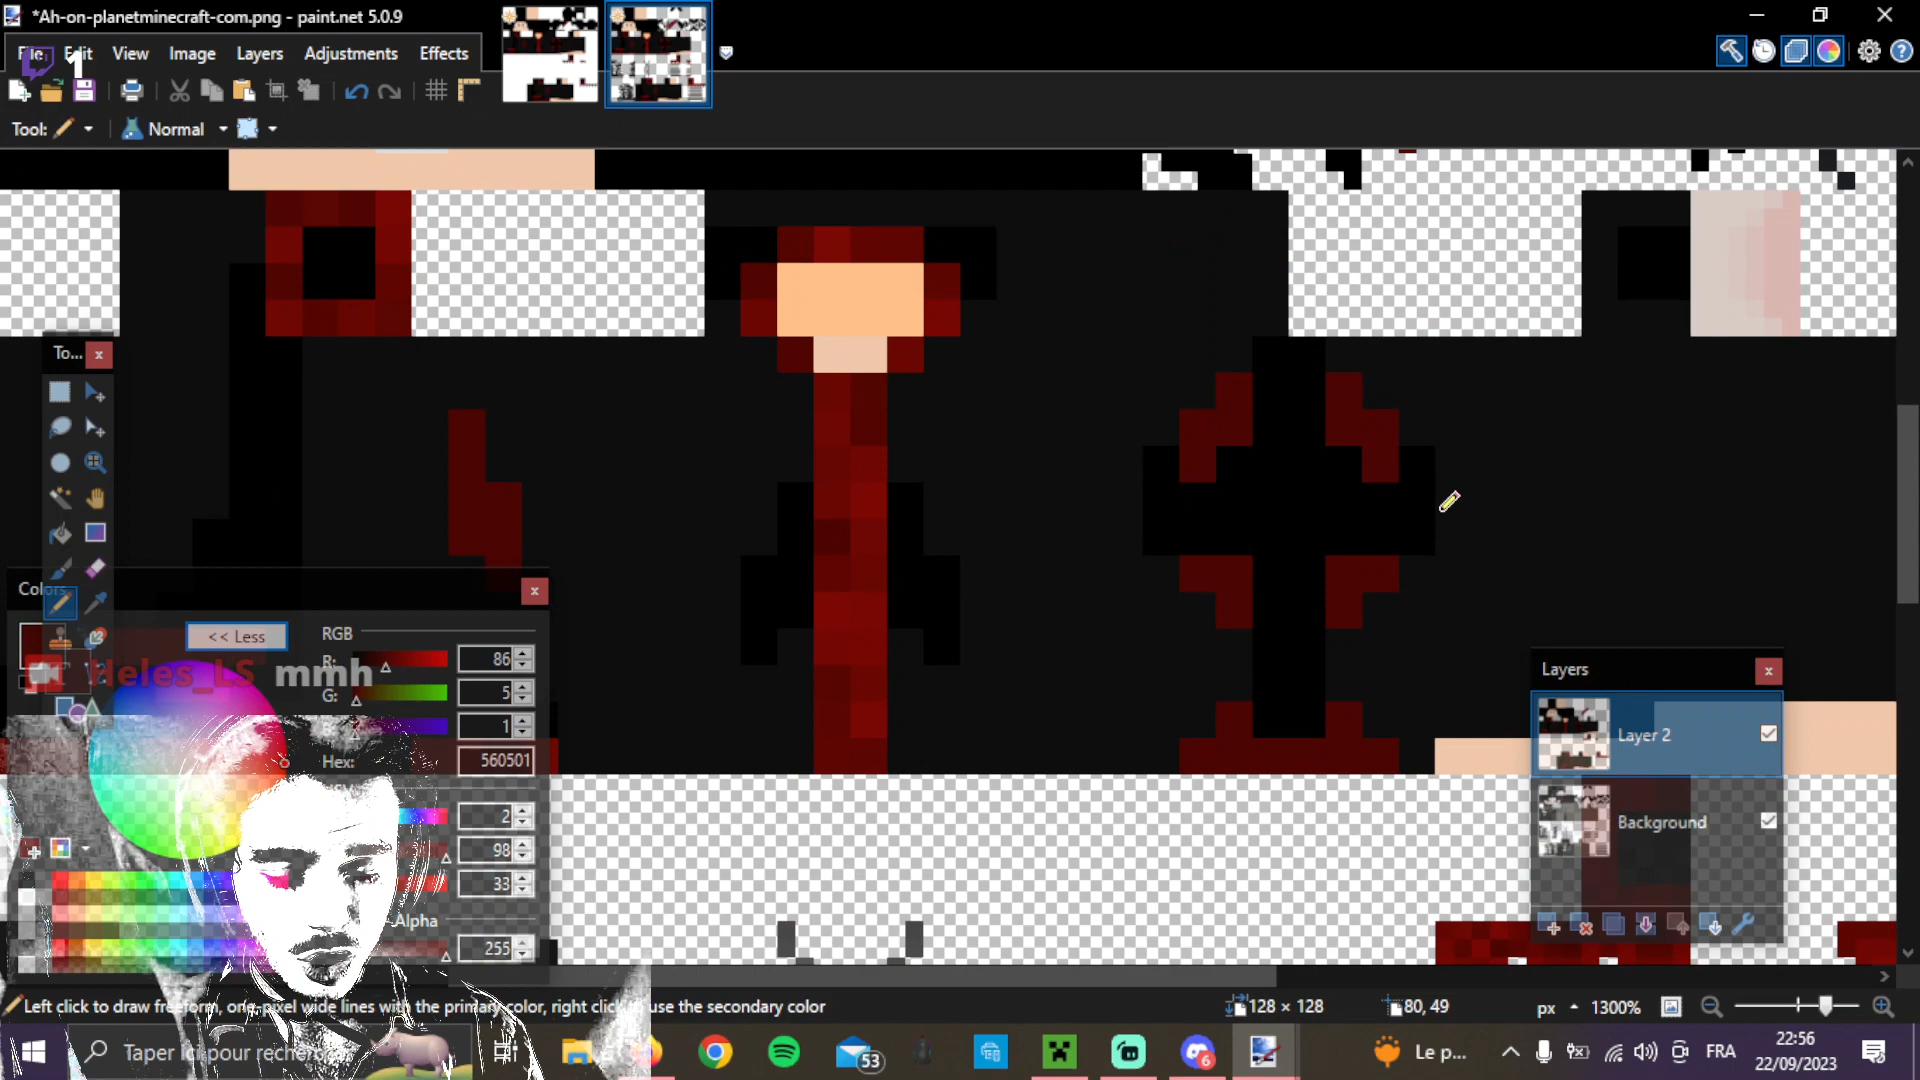 *Ah-on-planetminecraft-com.png - paint.net 5.0.9
File Edit View Image Layers Adjustments Effects
1
Tool: Normal
To...
Colors
<< Less RGB
R: 86
Heles_LS mmh
G: 5
1
Hex: 560501
2
98
33
Alpha
255
Layers
Layer 2
Background
Left click to draw freeform, one-pixel wide lines with the primary color, right click to use the secondary color
128 × 128
80, 49
px 1300%
Taper ici pour rechercher
53
6
Le p...
FRA
22:56
22/09/2023